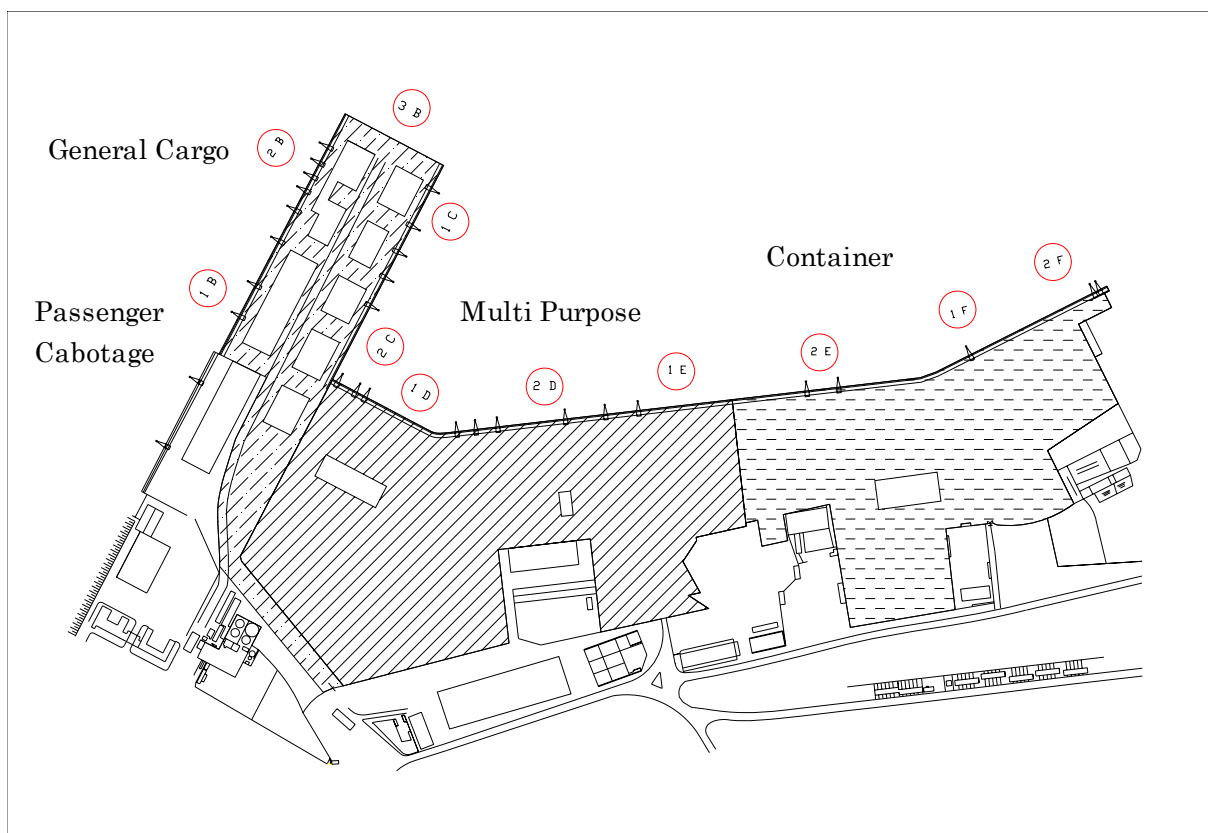 3 B
General Cargo
2 B
1 C
Container
2 F
1 B
Passenger
Cabotage
Multi Purpose
1 F
2 C
2 E
1 E
1 D
2 D